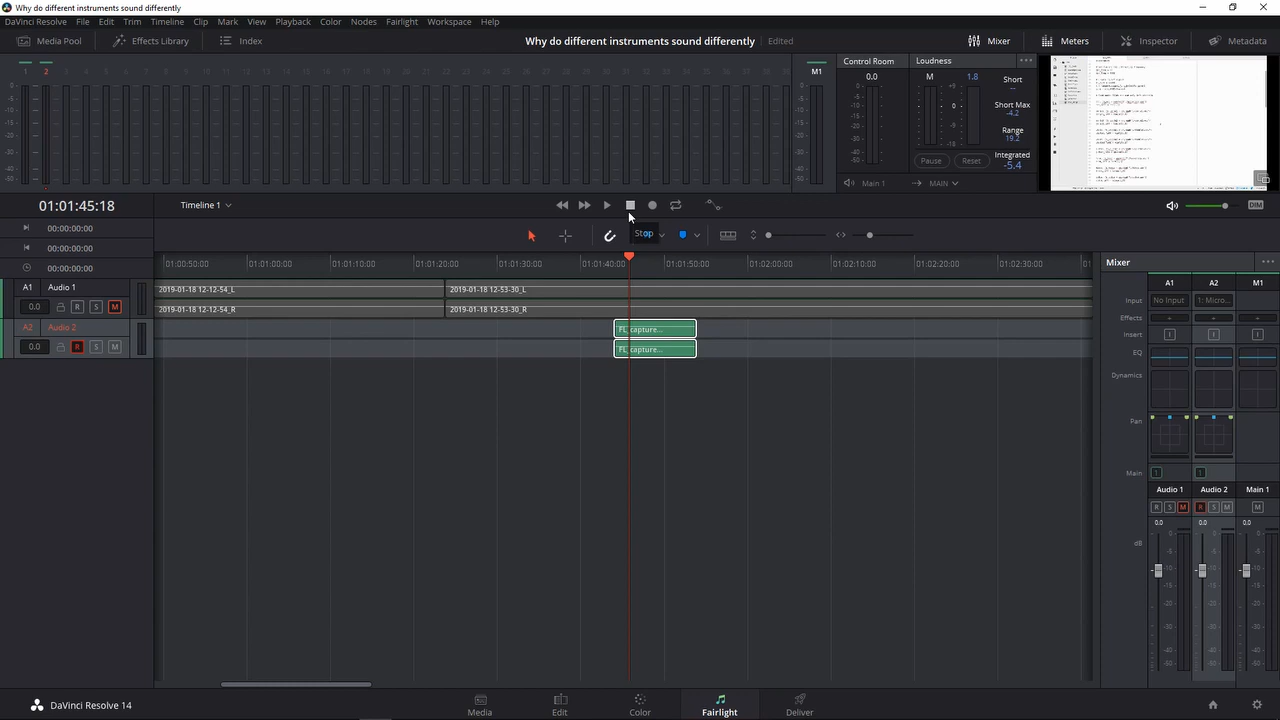 Why do different instruments sound differently
DaVinci Resolve File Edit Trim Timeline Clip Mark View Playback Color Nodes Fairlight Workspace Help
Media Pool Effects Library Index Why do different instruments sound differently Edited Mixer Meters Inspector Metadata
1 2 M1 Control Room Loudness
0.0 M 1.8 Short
--
Short Max
-4.2
Range
19.2
Integrated
-5.4
Pause Reset
Main 1 MAIN
01:01:45:18 Timeline 1 DIM
00:00:00:00
Stop
00:00:00:00
00:00:00:00
01:00:50:00 01:01:00:00 01:01:10:00 01:01:20:00 01:01:30:00 01:01:40:00 01:01:50:00 01:02:00:00 01:02:10:00 01:02:20:00 01:02:30:00
Mixer
A1 Audio 1 2019-01-18 12-12-54_L 2019-01-18 12-53-30_L
0.0 R S M 2019-01-18 12-12-54_R 2019-01-18 12-53-30_R
A2 Audio 2 FL_capture...
0.0 R S M FL_capture...
A1 A2 M1
Input No Input 1: Micro...
Effects
Insert
EQ
Dynamics
Pan
Main 1 1
Audio 1 Audio 2 Main 1
R S M R S M M
0.0 0.0 0.0
dB
DaVinci Resolve 14 Media Edit Color Fairlight Deliver